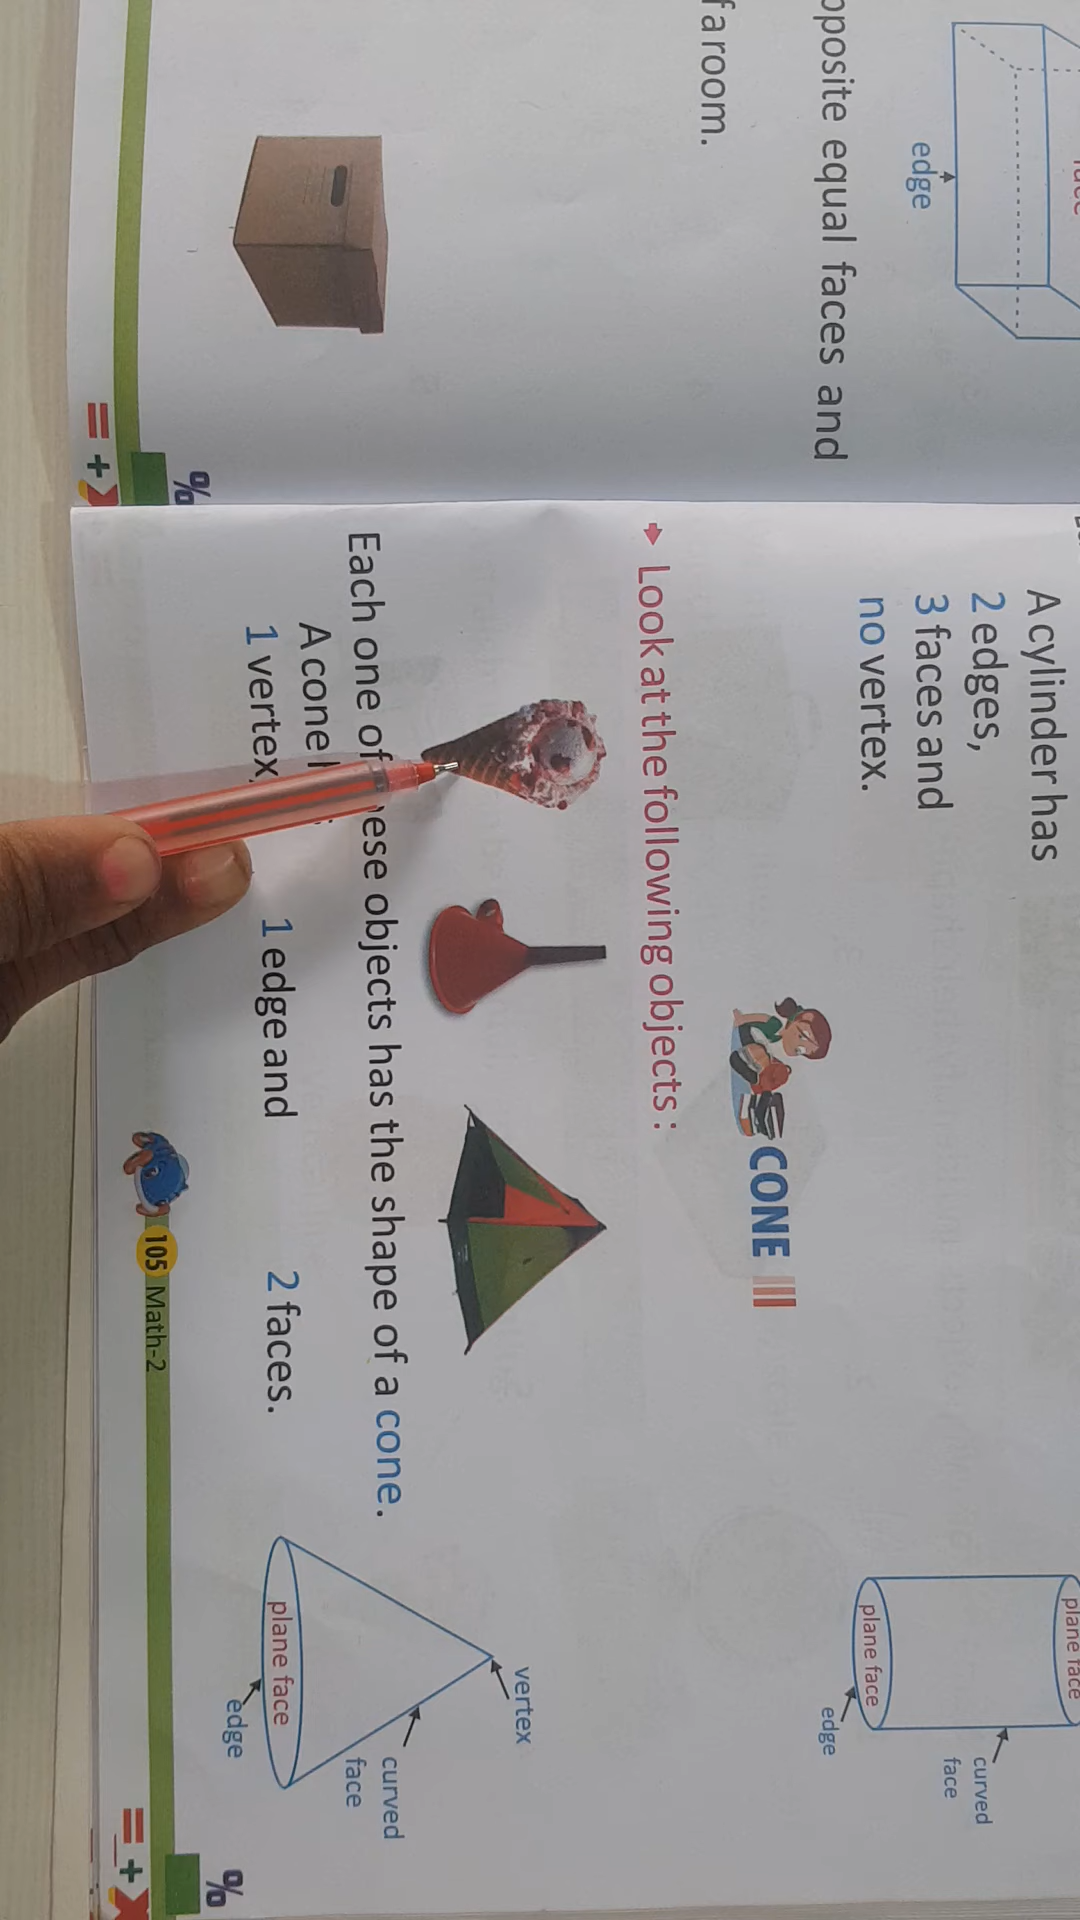 face
edge
opposite equal faces and
f a room.
%
= +
A cylinder has
2 edges,
3 faces and
no vertex.
plane face
plane face
edge
curved
face
CONE
Look at the following objects :
Each one of these objects has the shape of a cone.
A cone
1 vertex, 1 edge and 2 faces.
vertex
curved
face
plane face
edge
105 Math-2
%
= +